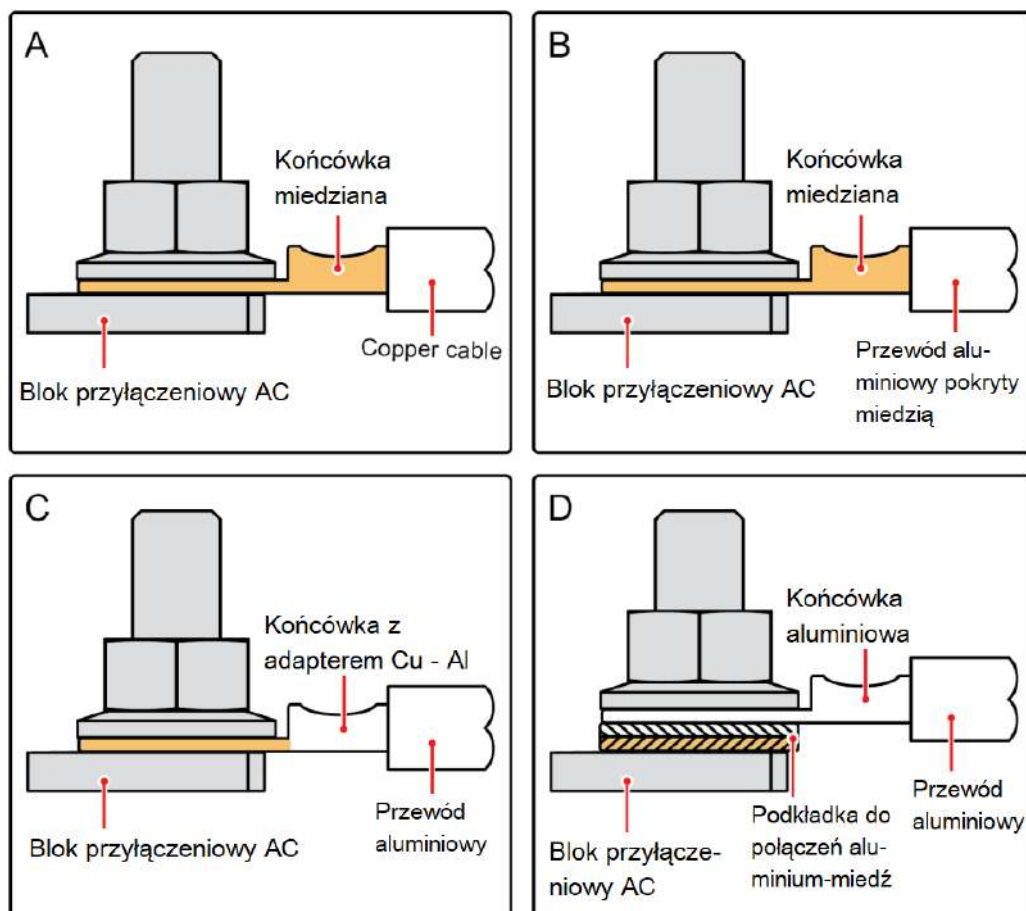 A
Końcówka
miedziana
Copper cable
Blok przyłączeniowy AC
B
Końcówka
miedziana
Blok przyłączeniowy AC
Przewód alu-
miniowy pokryty
miedzią
C
Końcówka z
adapterem Cu - Al
Przewód
aluminiowy
Blok przyłączeniowy AC
D
Końcówka
aluminiowa
Przewód
aluminiowy
Podkładka do
połączeń alu-
minium-miedź
Blok przyłącze-
niowy AC